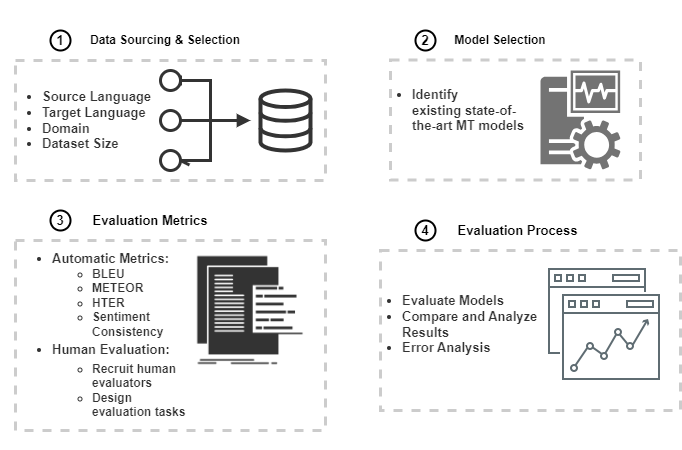 1 Data Sourcing & Selection
• Source Language
• Target Language
• Domain
• Dataset Size
2 Model Selection
• Identify
existing state-of-
the-art MT models
3 Evaluation Metrics
• Automatic Metrics:
○ BLEU
○ METEOR
○ HTER
○ Sentiment
Consistency
• Human Evaluation:
○ Recruit human
evaluators
○ Design
evaluation tasks
4 Evaluation Process
• Evaluate Models
• Compare and Analyze
Results
• Error Analysis